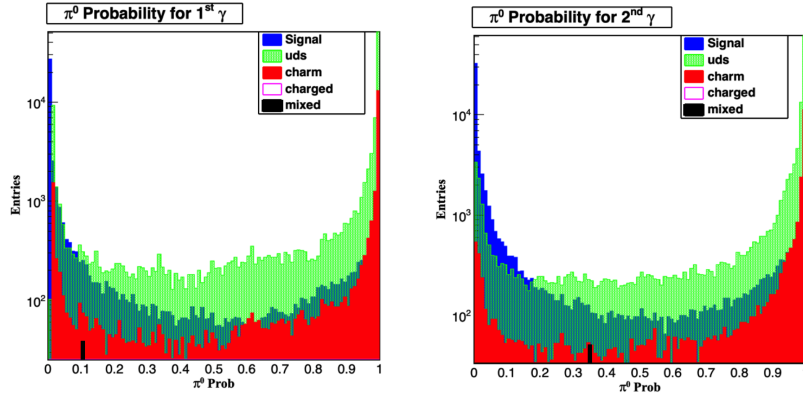 π⁰ Probability for 1ˢᵗ γ
Signal
uds
charm
charged
mixed
Entries
10⁴
10³
10²
0 0.1 0.2 0.3 0.4 0.5 0.6 0.7 0.8 0.9 1
π⁰ Prob
π⁰ Probability for 2ⁿᵈ γ
Signal
uds
charm
charged
mixed
Entries
10⁴
10³
10²
0 0.1 0.2 0.3 0.4 0.5 0.6 0.7 0.8 0.9
π⁰ Prob